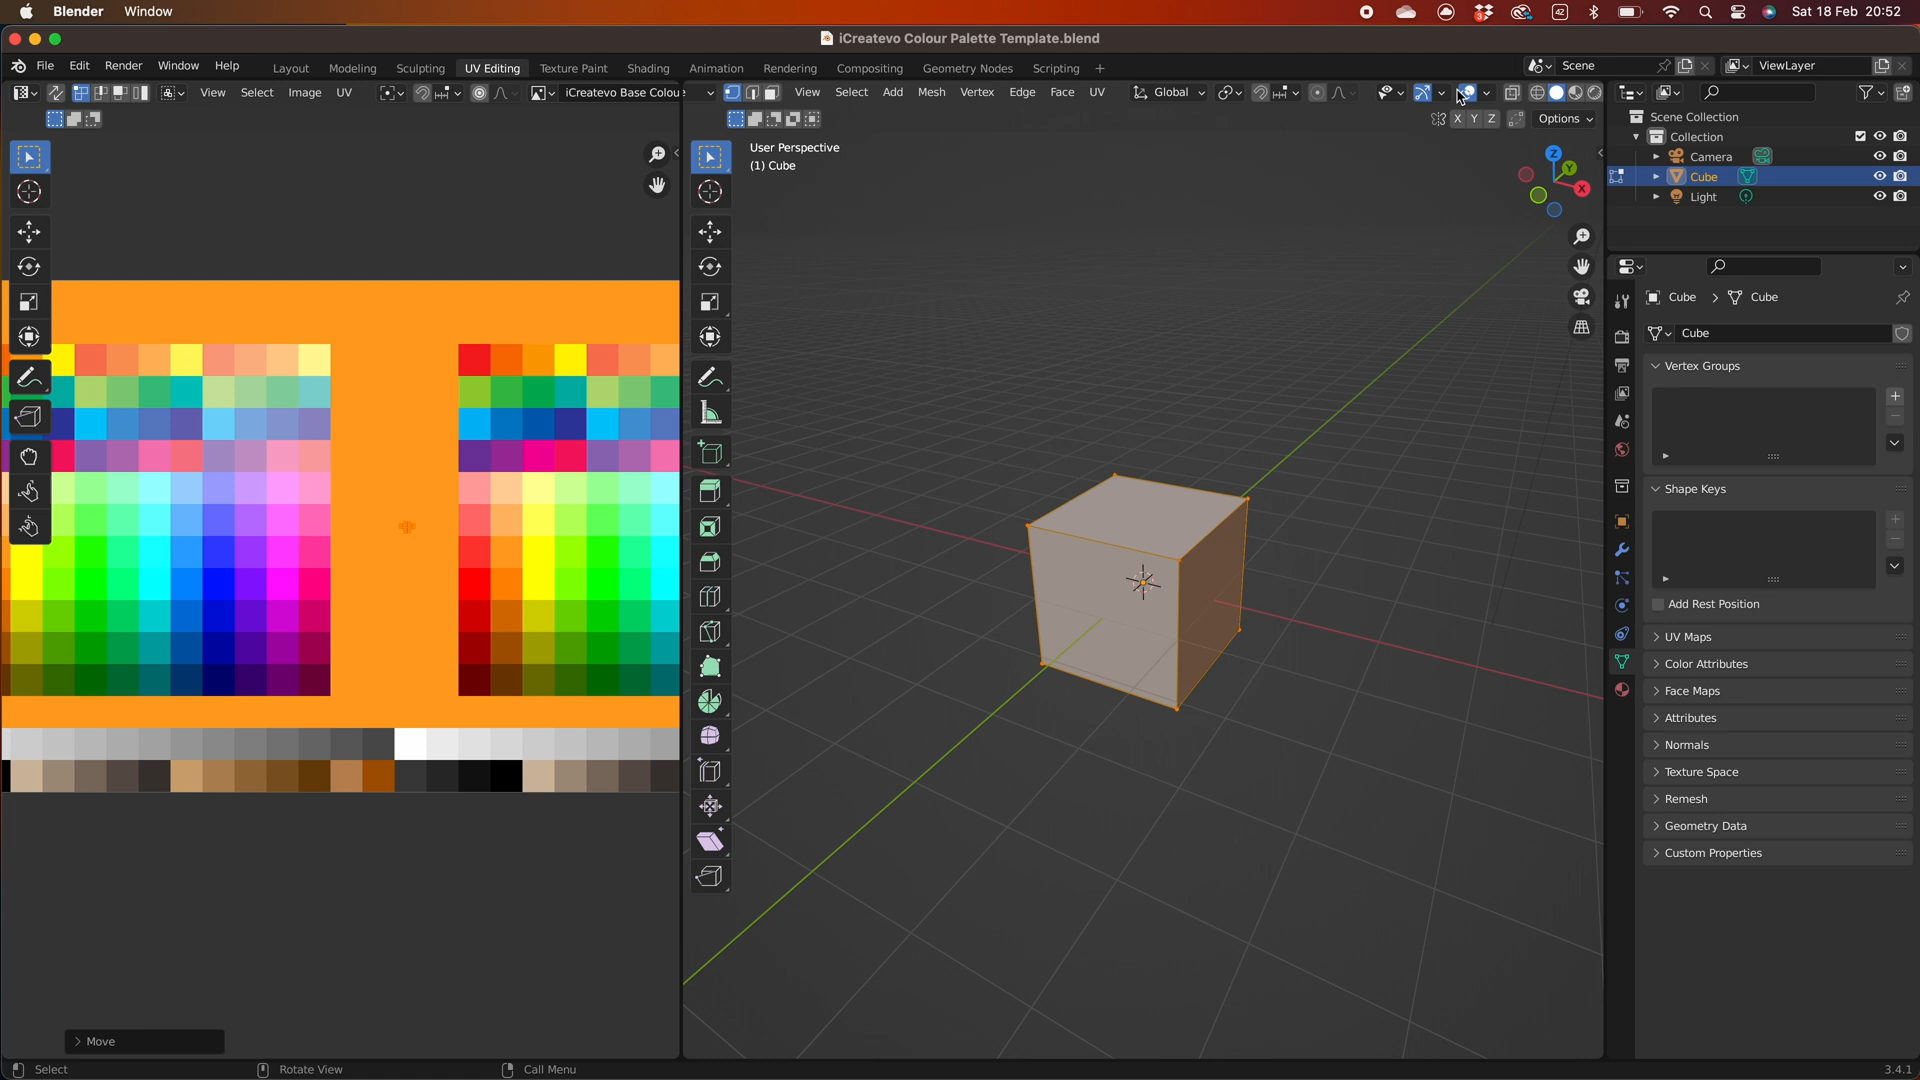 Blender Window
3 42 Sat 18 Feb 20:52
iCreatevo Colour Palette Template.blend
File Edit Render Window Help Layout Modeling Sculpting UV Editing Texture Paint Shading Animation Rendering Compositing Geometry Nodes Scripting + Scene ViewLayer
View Select Image UV iCreatevo Base Colou View Select Add Mesh Vertex Edge Face UV Global
X Y Z Options
Scene Collection
Collection
Camera
Cube
Light
User Perspective
(1) Cube
Z
Y
X
Cube Cube
Cube
Vertex Groups
Shape Keys
Add Rest Position
UV Maps
Color Attributes
Face Maps
Attributes
Normals
Texture Space
Remesh
Geometry Data
Custom Properties
Move
Select Rotate View Call Menu 3.4.1